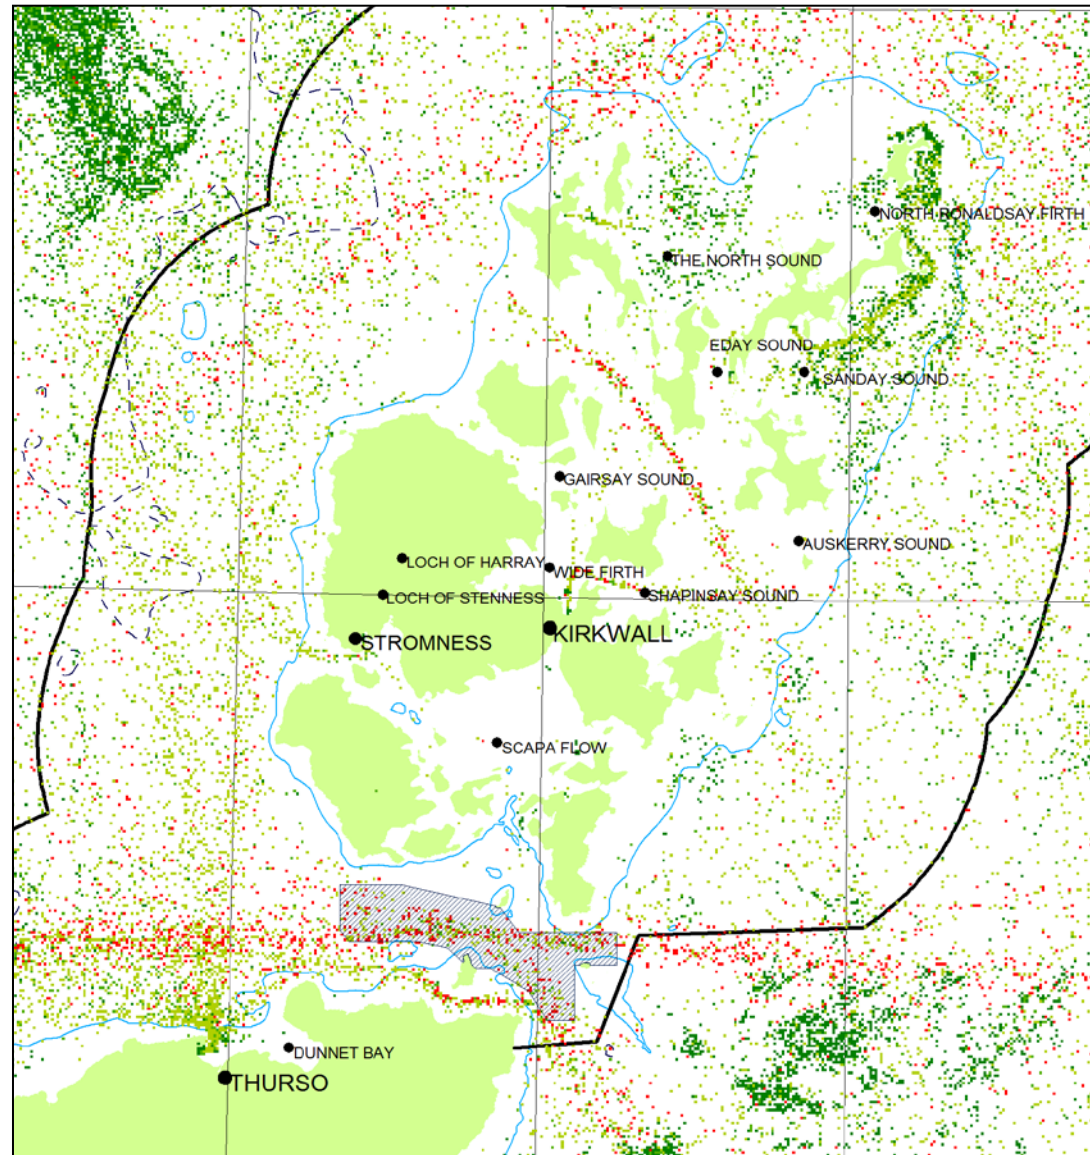 NORTH RONALDSAY FIRTH
THE NORTH SOUND
EDAY SOUND
SANDAY SOUND
GAIRSAY SOUND
AUSKERRY SOUND
LOCH OF HARRAY
WIDE FIRTH
LOCH OF STENNESS
SHAPINSAY SOUND
STROMNESS
KIRKWALL
SCAPA FLOW
DUNNET BAY
THURSO